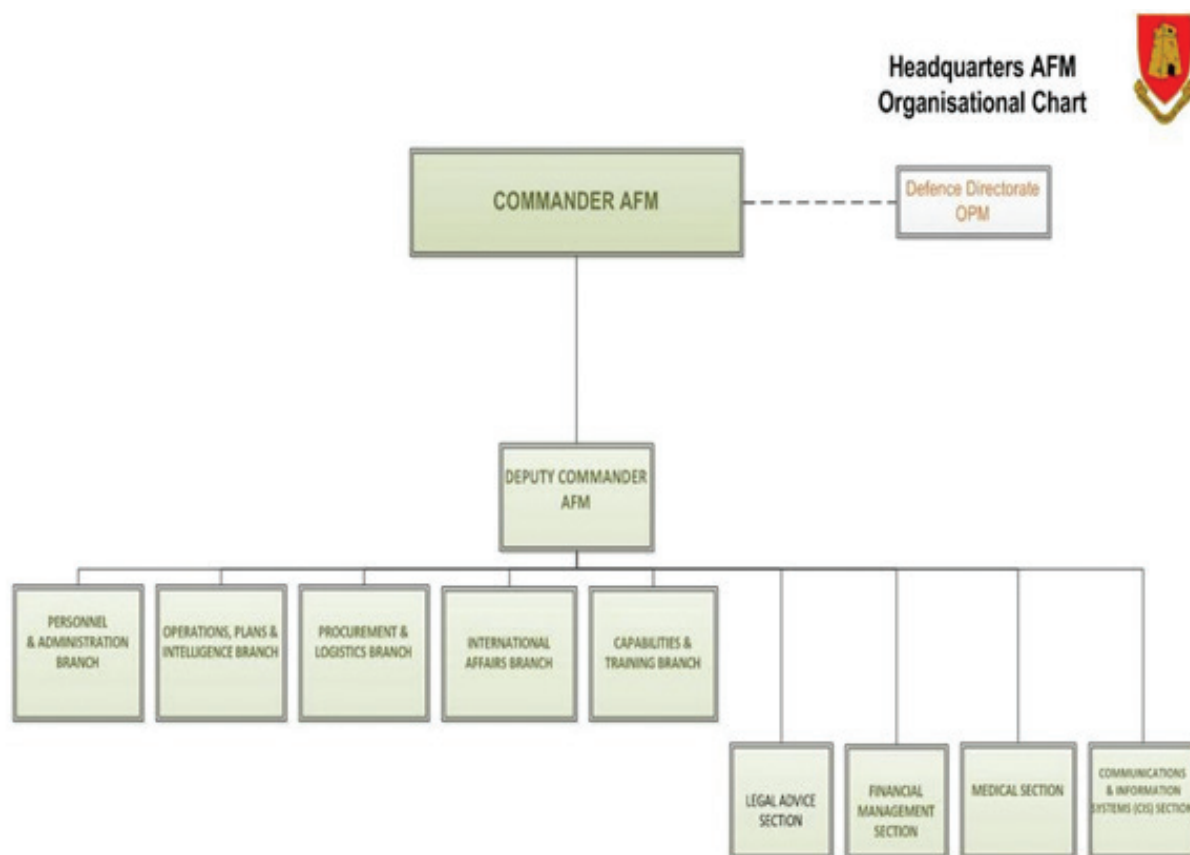 Headquarters AFM
Organisational Chart
COMMANDER AFM
Defence Directorate
OPM
DEPUTY COMMANDER
AFM
PERSONNEL
& ADMINISTRATION
BRANCH
OPERATIONS, PLANS &
INTELLIGENCE BRANCH
PROCUREMENT &
LOGISTICS BRANCH
INTERNATIONAL
AFFAIRS BRANCH
CAPABILITIES &
TRAINING BRANCH
LEGAL ADVICE
SECTION
FINANCIAL
MANAGEMENT
SECTION
MEDICAL SECTION
COMMUNICATIONS
& INFORMATION
SYSTEMS (CIS) SECTION